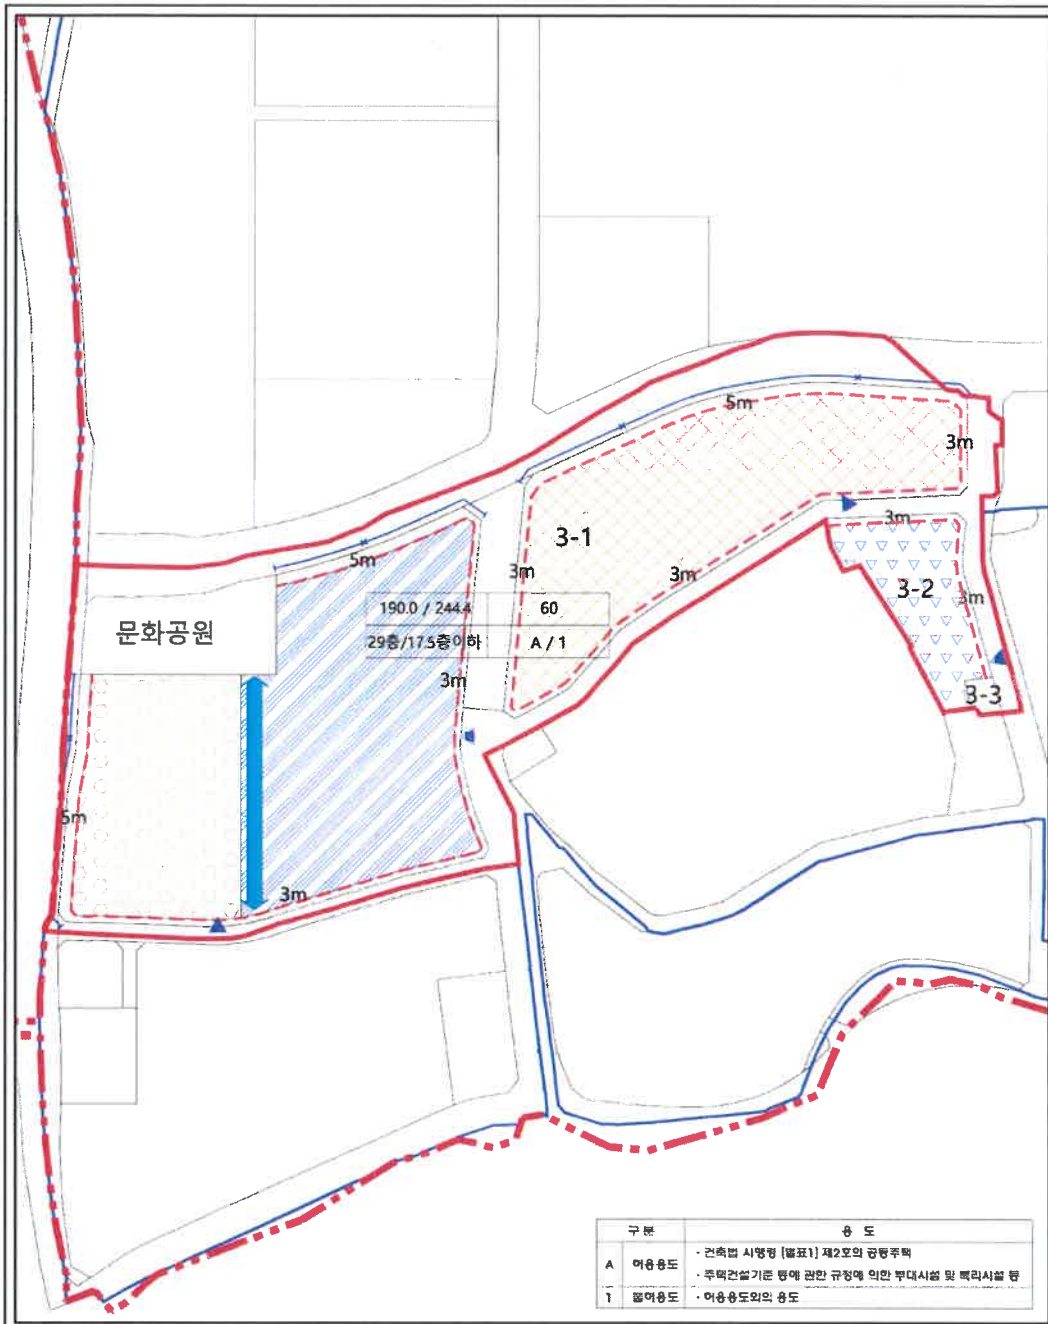 5m
3m
3-1
3m
5m
3m
3m
3-2
190.0 / 244.4 60
3m
문화공원
29층/17.5층이하 A / 1
3m
3-3
5m
3m
구분 용 도
A 허용용도 · 건축법 시행령 [별표1] 제2호의 공동주택
· 주택건설기준 등에 관한 규정에 의한 부대시설 및 복리시설 등
1 불허용도 · 허용용도외의 용도